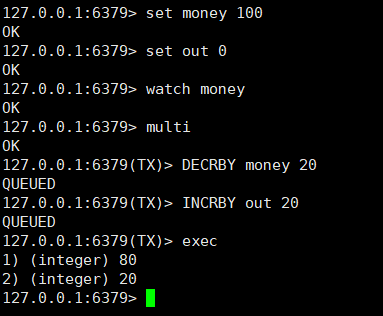 127.0.0.1:6379> set money 100
OK
127.0.0.1:6379> set out 0
OK
127.0.0.1:6379> watch money
OK
127.0.0.1:6379> multi
OK
127.0.0.1:6379(TX)> DECRBY money 20
QUEUED
127.0.0.1:6379(TX)> INCRBY out 20
QUEUED
127.0.0.1:6379(TX)> exec
1) (integer) 80
2) (integer) 20
127.0.0.1:6379>